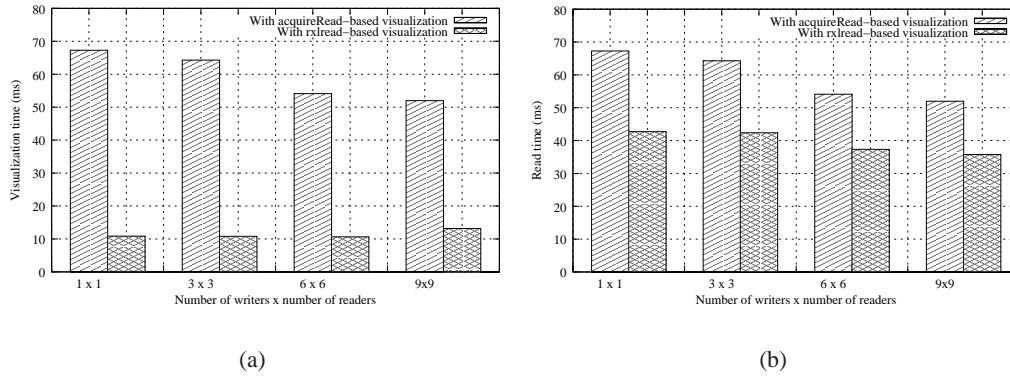 With acquireRead-based visualization
With rxlread-based visualization
80
70
60
50
40
30
20
10
0
Visualization time (ms)
1 x 1
3 x 3
6 x 6
9x9
Number of writers x number of readers
(a)
With acquireRead-based visualization
With rxlread-based visualization
80
70
60
50
40
30
20
10
0
Read time (ms)
1 x 1
3 x 3
6 x 6
9x9
Number of writers x number of readers
(b)